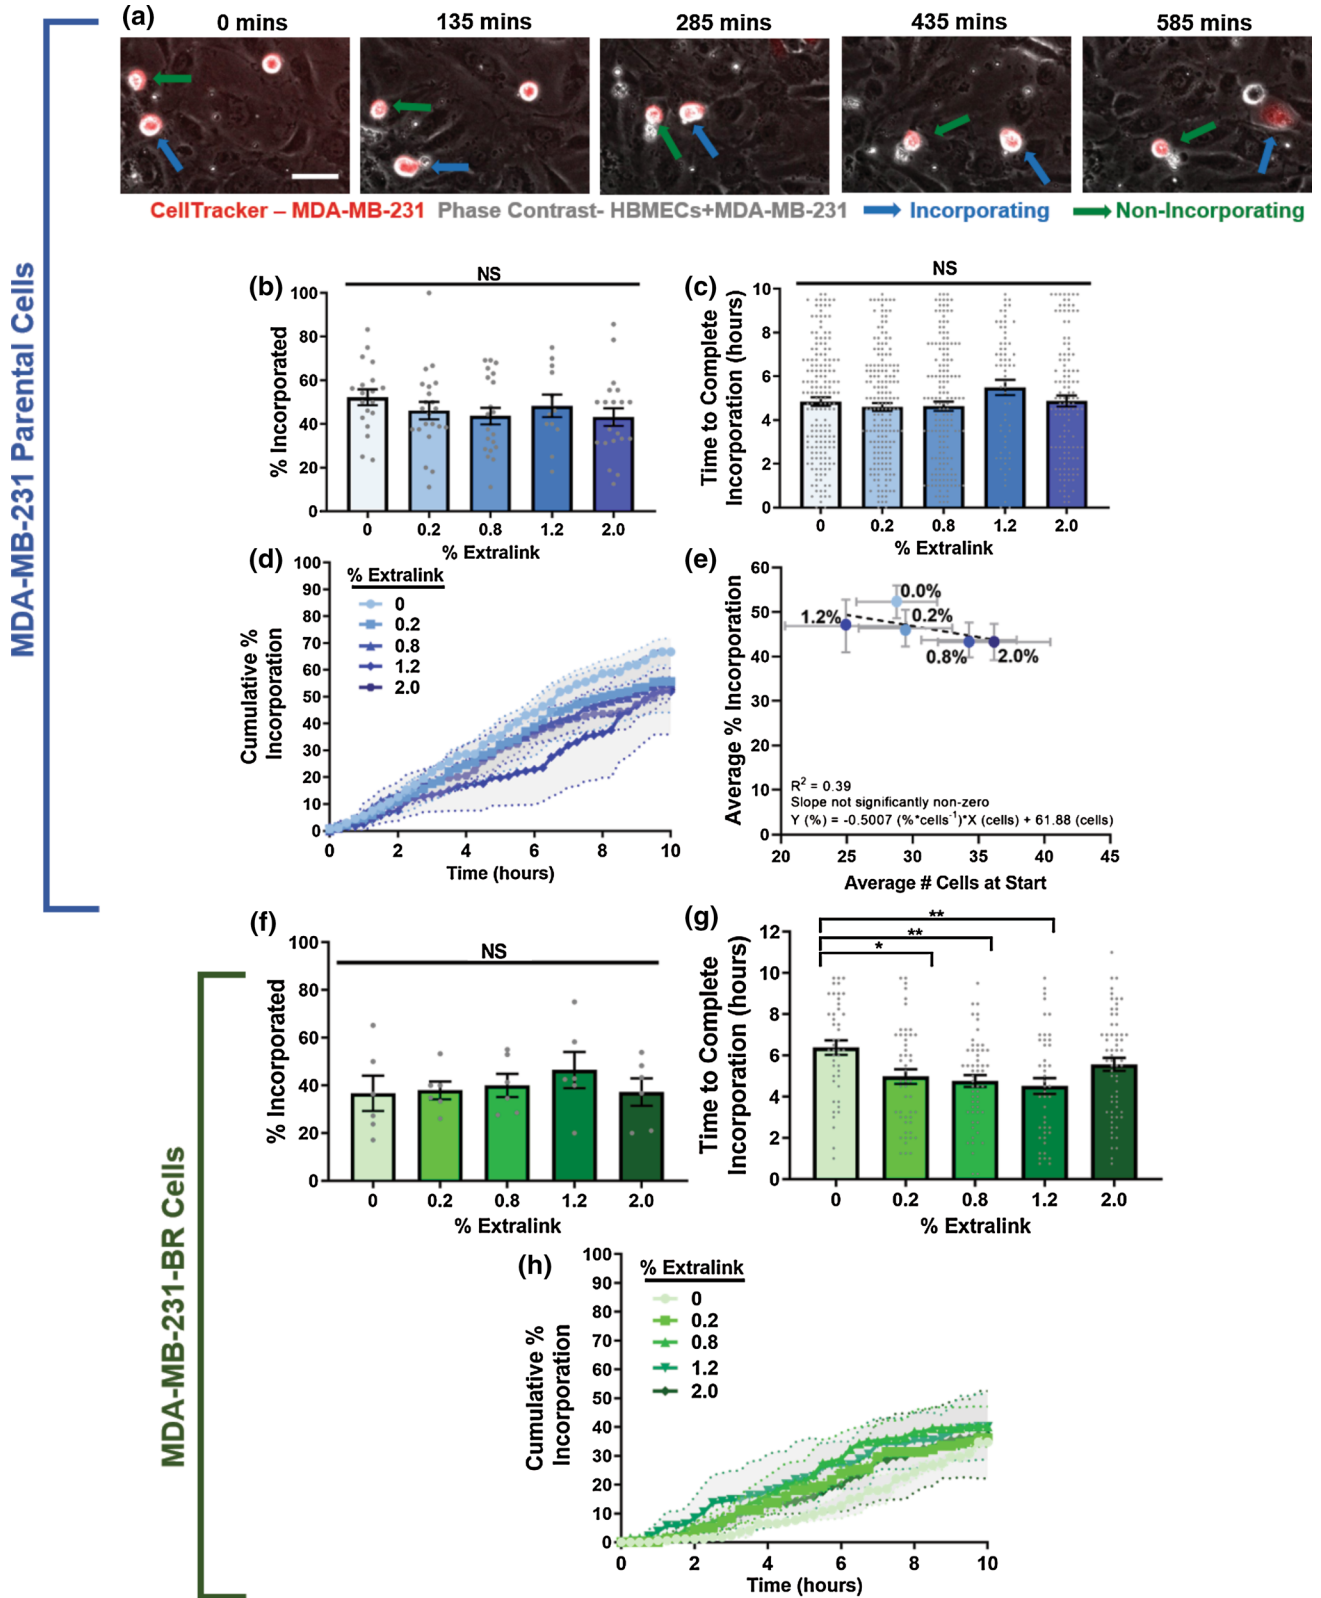 (a)
0 mins
135 mins
285 mins
435 mins
585 mins
CellTracker – MDA-MB-231
Phase Contrast- HBMECs+MDA-MB-231
Incorporating
Non-Incorporating
MDA-MB-231 Parental Cells
(b)
NS
% Incorporated
100
80
60
40
20
0
0 0.2 0.8 1.2 2.0
% Extralink
(c)
NS
Time to Complete
Incorporation (hours)
10
8
6
4
2
0
0 0.2 0.8 1.2 2.0
% Extralink
(d)
% Extralink
0
0.2
0.8
1.2
2.0
Cumulative %
Incorporation
100
90
80
70
60
50
40
30
20
10
0
0 2 4 6 8 10
Time (hours)
(e)
Average % Incorporation
60
50
40
30
20
10
0
0.0%
0.2%
1.2%
0.8%
2.0%
R² = 0.39
Slope not significantly non-zero
Y (%) = -0.5007 (%*cells⁻¹)*X (cells) + 61.88 (cells)
20 25 30 35 40 45
Average # Cells at Start
MDA-MB-231-BR Cells
(f)
NS
% Incorporated
100
80
60
40
20
0
0 0.2 0.8 1.2 2.0
% Extralink
(g)
**
**
*
Time to Complete
Incorporation (hours)
12
10
8
6
4
2
0
0 0.2 0.8 1.2 2.0
% Extralink
(h)
% Extralink
0
0.2
0.8
1.2
2.0
Cumulative %
Incorporation
100
90
80
70
60
50
40
30
20
10
0
0 2 4 6 8 10
Time (hours)